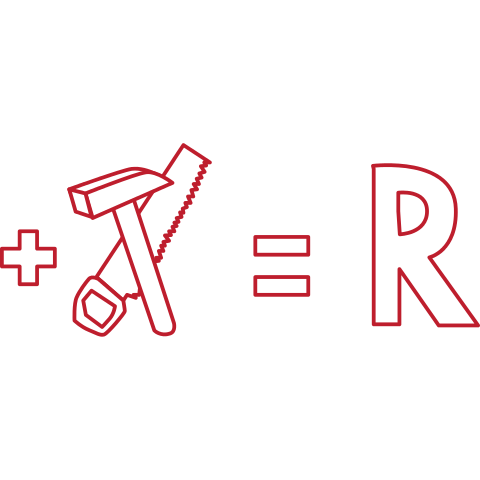 + = R